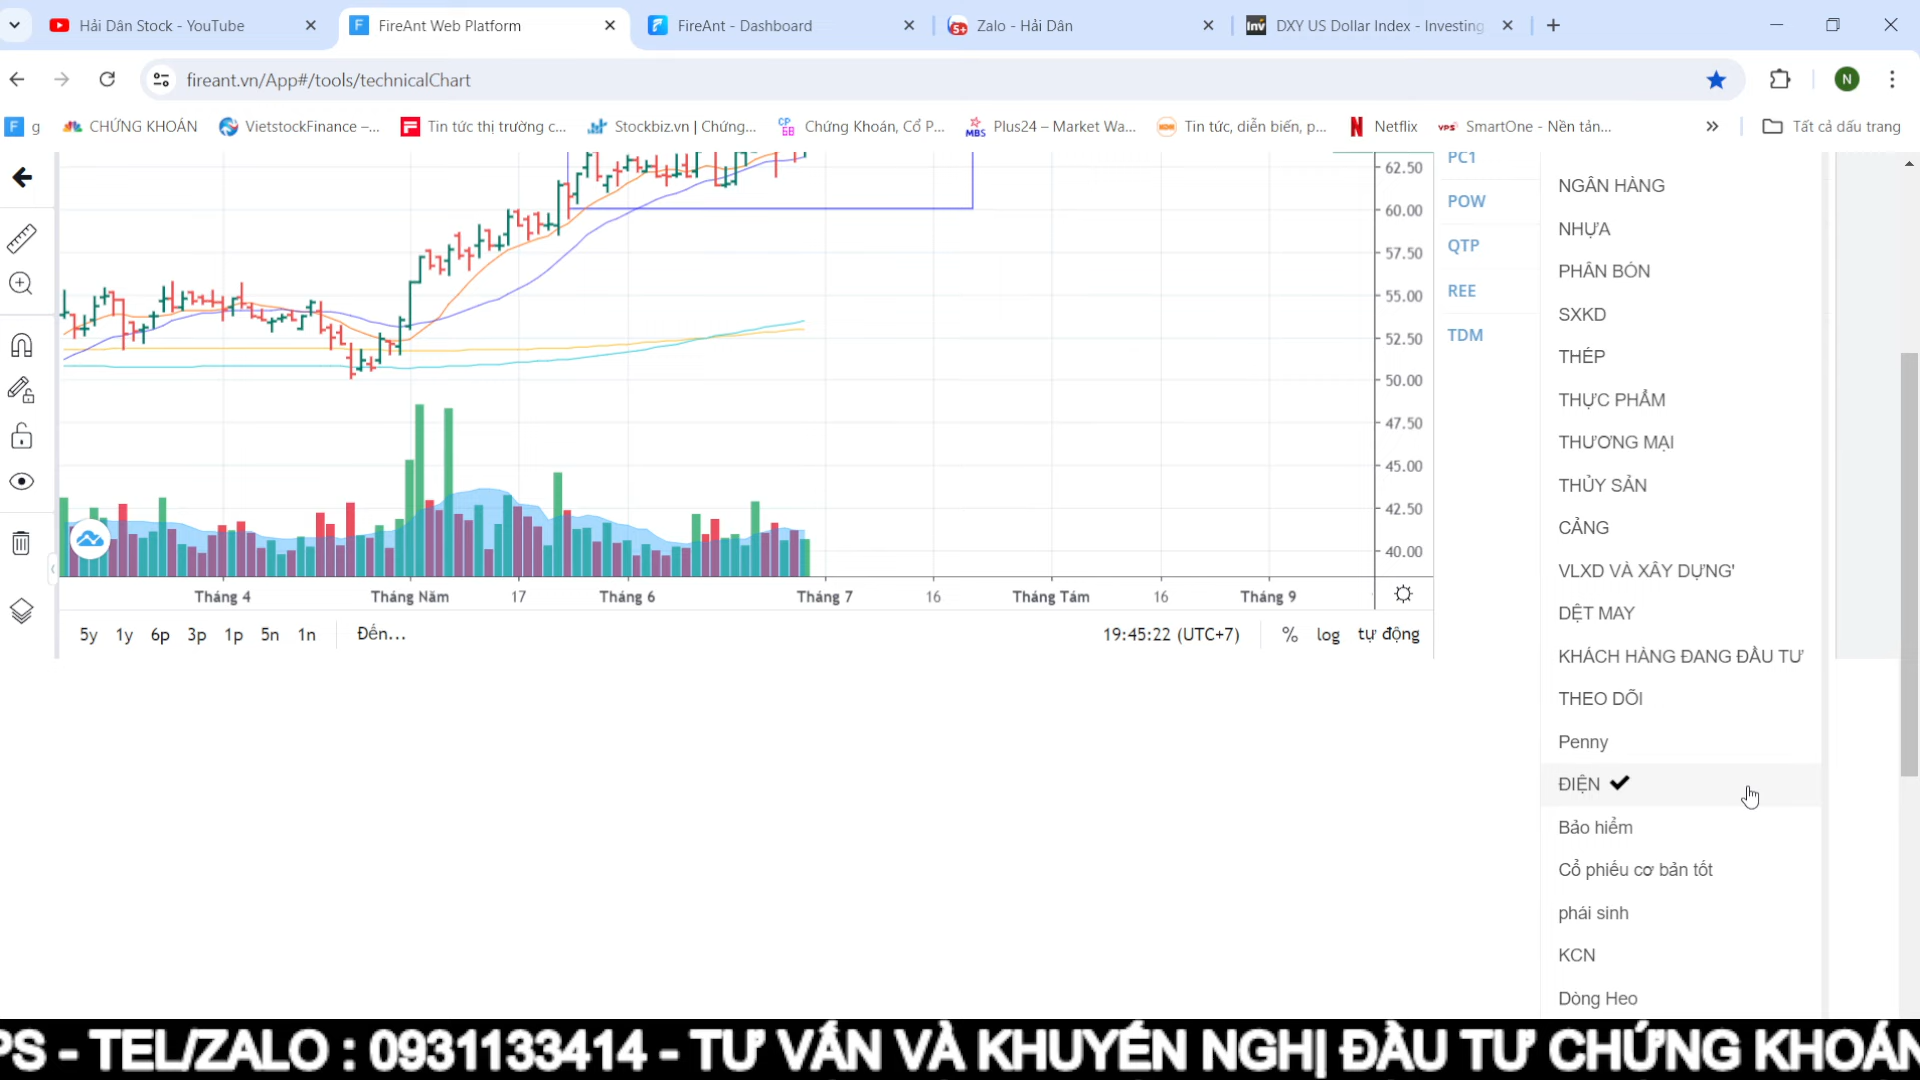 Hải Dân Stock - YouTube
FireAnt Web Platform
FireAnt - Dashboard
Zalo - Hải Dân
DXY US Dollar Index - Investing
fireant.vn/App#/tools/technicalChart
N
g
CHỨNG KHOÁN
VietstockFinance –...
Tin tức thị trường c...
Stockbiz.vn | Chứng...
Chứng Khoán, Cổ P...
Plus24 – Market Wa...
Tin tức, diễn biến, p...
Netflix
SmartOne - Nền tản...
Tất cả dấu trang
62.50
60.00
57.50
55.00
52.50
50.00
47.50
45.00
42.50
40.00
Tháng 4
Tháng Năm
17
Tháng 6
Tháng 7
16
Tháng Tám
16
Tháng 9
5y 1y 6p 3p 1p 5n 1n
Đến...
19:45:22 (UTC+7)
% log tự động
PC1
POW
QTP
REE
TDM
NGÂN HÀNG
NHỰA
PHÂN BÓN
SXKD
THÉP
THỰC PHẨM
THƯƠNG MẠI
THỦY SẢN
CẢNG
VLXD VÀ XÂY DỰNG'
DỆT MAY
KHÁCH HÀNG ĐANG ĐẦU TƯ
THEO DÕI
Penny
ĐIỆN
Bảo hiểm
Cổ phiếu cơ bản tốt
phái sinh
KCN
Dòng Heo
PS - TEL/ZALO : 0931133414 - TƯ VẤN VÀ KHUYẾN NGHỊ ĐẦU TƯ CHỨNG KHOÁN